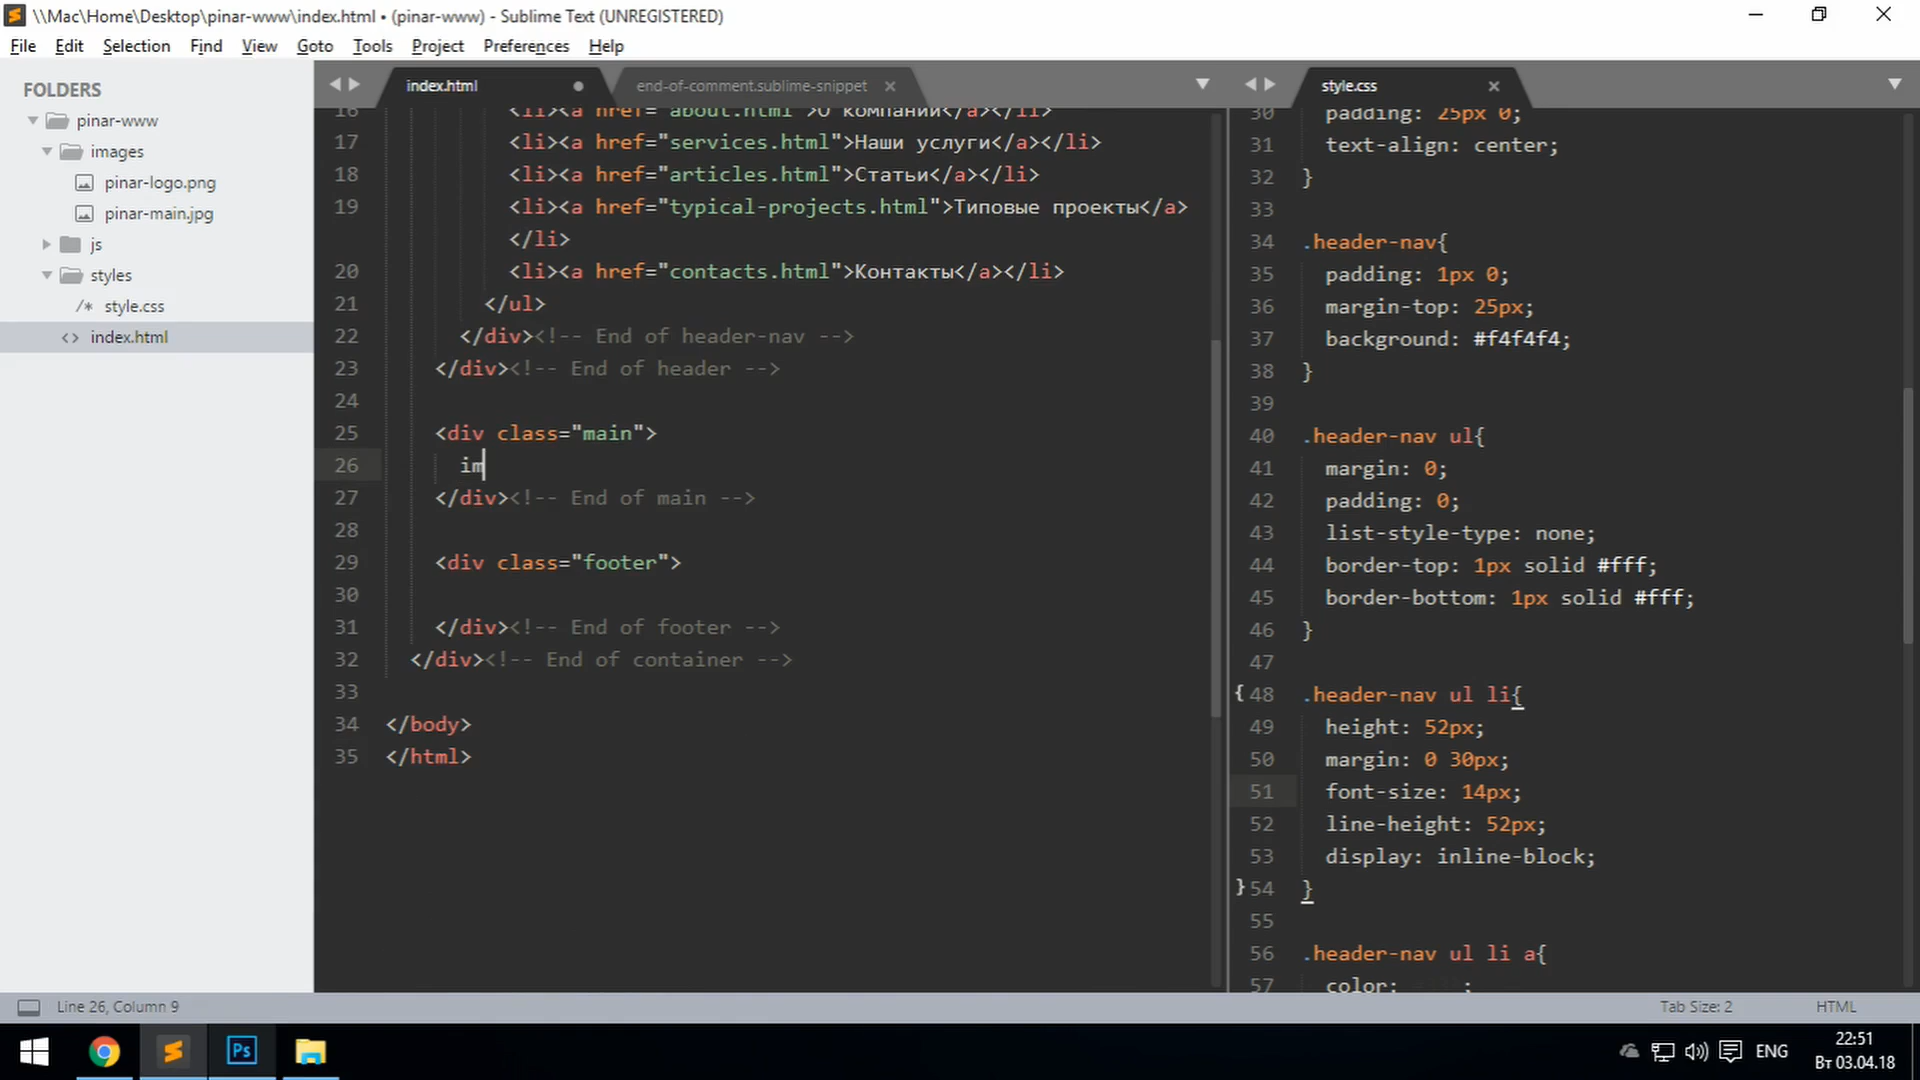 \\Mac\Home\Desktop\pinar-www\index.html • (pinar-www) - Sublime Text (UNREGISTERED)
File Edit Selection Find View Goto Tools Project Preferences Help
FOLDERS
pinar-www
images
pinar-logo.png
pinar-main.jpg
js
styles
/* style.css
<> index.html
index.html
end-of-comment.sublime-snippet
16 <li><a href="about.html">О компании</a></li>
17 <li><a href="services.html">Наши услуги</a></li>
18 <li><a href="articles.html">Статьи</a></li>
19 <li><a href="typical-projects.html">Типовые проекты</a>
</li>
20 <li><a href="contacts.html">Контакты</a></li>
21 </ul>
22 </div><!-- End of header-nav -->
23 </div><!-- End of header -->
24
25 <div class="main">
26 im
27 </div><!-- End of main -->
28
29 <div class="footer">
30
31 </div><!-- End of footer -->
32 </div><!-- End of container -->
33
34 </body>
35 </html>
style.css
30 padding: 25px 0;
31 text-align: center;
32 }
33
34 .header-nav{
35 padding: 1px 0;
36 margin-top: 25px;
37 background: #f4f4f4;
38 }
39
40 .header-nav ul{
41 margin: 0;
42 padding: 0;
43 list-style-type: none;
44 border-top: 1px solid #fff;
45 border-bottom: 1px solid #fff;
46 }
47
{ 48 .header-nav ul li{
49 height: 52px;
50 margin: 0 30px;
51 font-size: 14px;
52 line-height: 52px;
53 display: inline-block;
} 54 }
55
56 .header-nav ul li a{
57 color: ;
Line 26, Column 9
Tab Size: 2
HTML
Ps
ENG
22:51
Вт 03.04.18